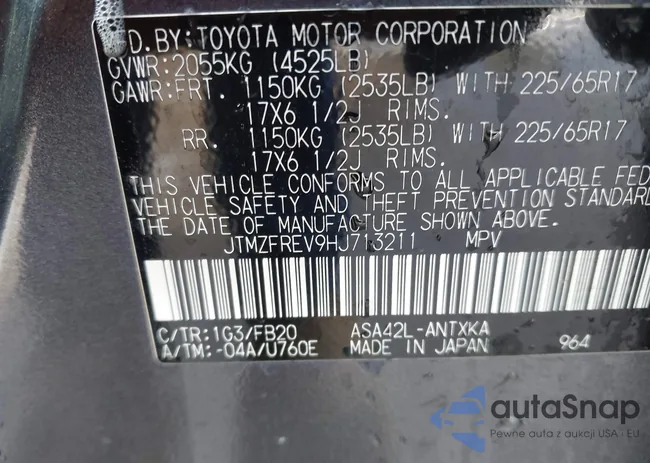 FD.BY:TOYOTA MOTOR CORPORATION
GVWR:2055KG (4525LB)
GAWR:FRT. 1150KG (2535LB) WITH 225/65R17
17X6 1/2J RIMS.
RR. 1150KG (2535LB) WITH 225/65R17
17X6 1/2J RIMS.
THIS VEHICLE CONFORMS TO ALL APPLICABLE FED
VEHICLE SAFETY AND THEFT PREVENTION STANDARD
THE DATE OF MANUFACTURE SHOWN ABOVE.
JTMZFREV9HJ713211 MPV
C/TR:1G3/FB20 ASA42L-ANTXKA
A/TM:-04A/U760E MADE IN JAPAN 964
autoSnap
Pewne auta z aukcji USA i EU